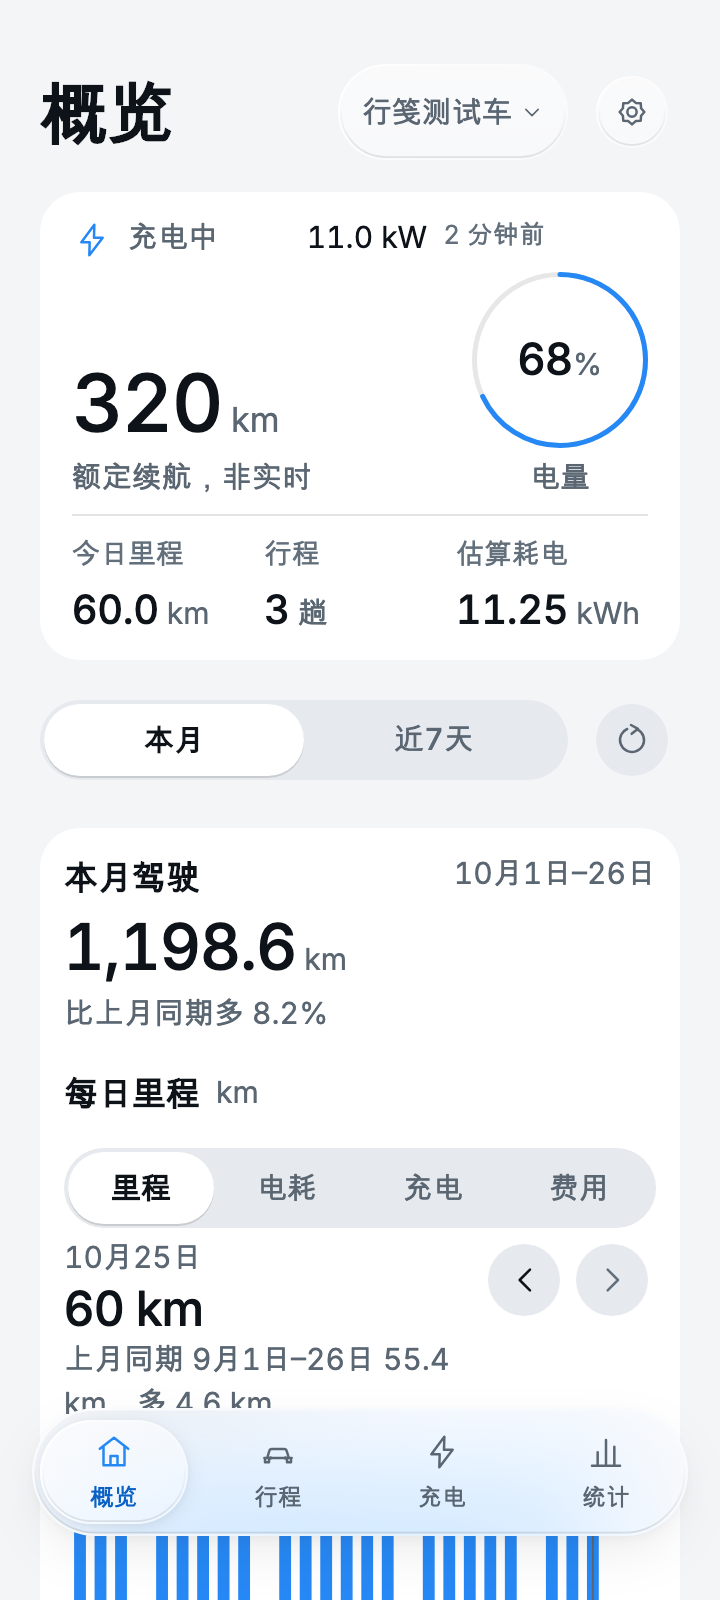 概览
行笺测试车
充电中 11.0 kW 2 分钟前
68%
320 km
额定续航，非实时
电量
今日里程 行程 估算耗电
60.0 km 3 趟 11.25 kWh
本月 近7天
本月驾驶 10月1日–26日
1,198.6 km
比上月同期多 8.2%
每日里程 km
里程 电耗 充电 费用
10月25日
60 km
上月同期 9月1日–26日 55.4
km，多 4.6 km
概览 行程 充电 统计